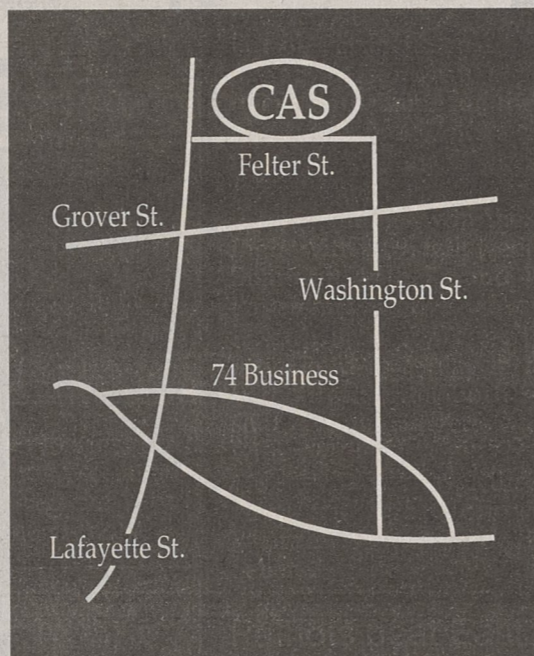 CAS
Felter St.
Grover St.
Washington St.
74 Business
Lafayette St.